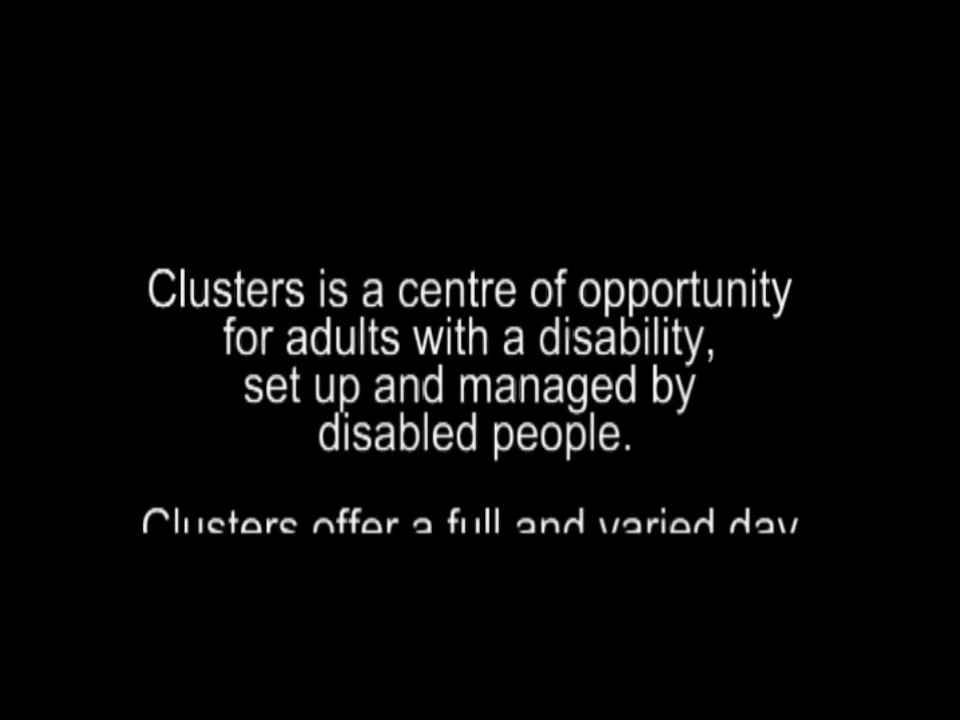 Clusters is a centre of opportunity
for adults with a disability,
set up and managed by
disabled people.
Clusters offer a full and varied day